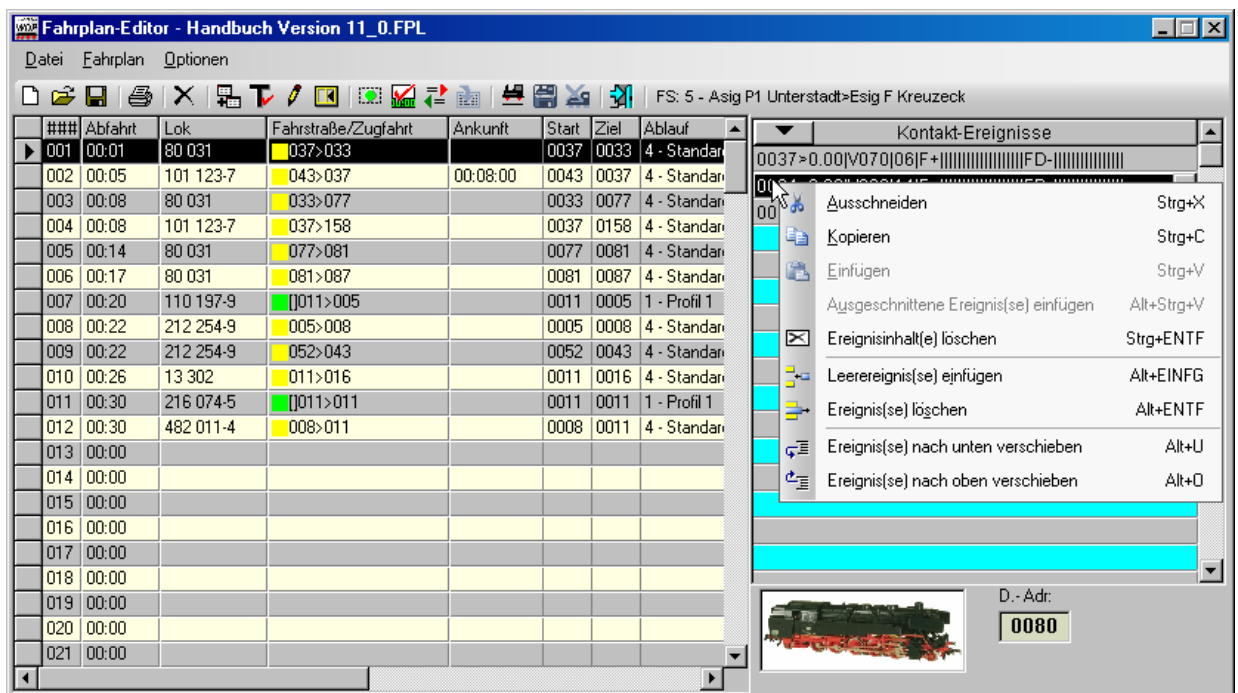 Fahrplan-Editor - Handbuch Version 11_0.FPL
Datei Fahrplan Optionen
FS: 5 - Asig P1 Unterstadt>Esig F Kreuzeck
### Abfahrt Lok Fahrstraße/Zugfahrt Ankunft Start Ziel Ablauf
001 00:01 80 031 037>033 0037 0033 4 - Standar
002 00:05 101 123-7 043>037 00:08:00 0043 0037 4 - Standar
003 00:08 80 031 033>077 0033 0077 4 - Standar
004 00:08 101 123-7 037>158 0037 0158 4 - Standar
005 00:14 80 031 077>081 0077 0081 4 - Standar
006 00:17 80 031 081>087 0081 0087 4 - Standar
007 00:20 110 197-9 []011>005 0011 0005 1 - Profil 1
008 00:22 212 254-9 005>008 0005 0008 4 - Standar
009 00:22 212 254-9 052>043 0052 0043 4 - Standar
010 00:26 13 302 011>016 0011 0016 4 - Standar
011 00:30 216 074-5 []011>011 0011 0011 1 - Profil 1
012 00:30 482 011-4 008>011 0008 0011 4 - Standar
013 00:00
014 00:00
015 00:00
016 00:00
017 00:00
018 00:00
019 00:00
020 00:00
021 00:00
Kontakt-Ereignisse
0037>0.00|V070|06|F+||||||||||||||||||FD-|||||||||||||||
00
Ausschneiden Strg+X
Kopieren Strg+C
Einfügen Strg+V
Ausgeschnittene Ereignis(se) einfügen Alt+Strg+V
Ereignisinhalt(e) löschen Strg+ENTF
Leerereignis(se) einfügen Alt+EINFG
Ereignis(se) löschen Alt+ENTF
Ereignis(se) nach unten verschieben Alt+U
Ereignis(se) nach oben verschieben Alt+O
D.- Adr:
0080